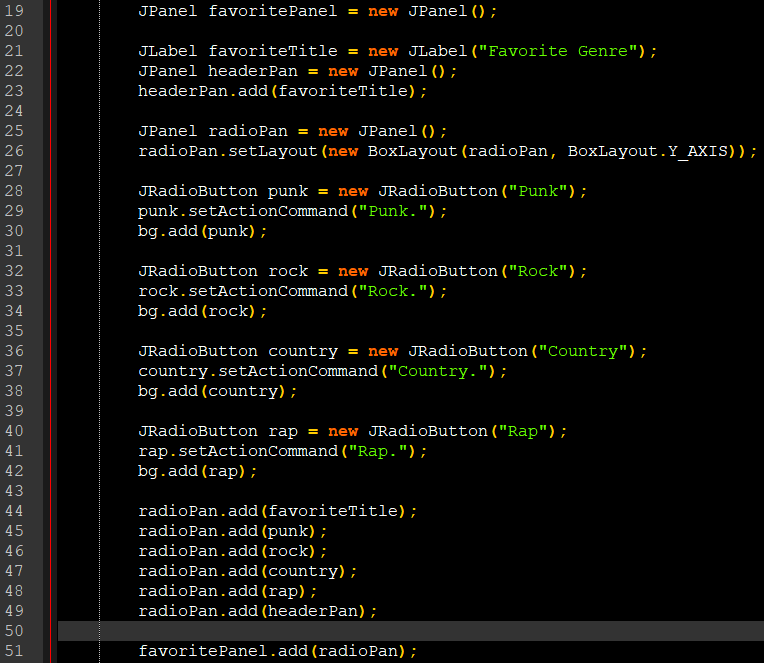 19 JPanel favoritePanel = new JPanel();
20
21 JLabel favoriteTitle = new JLabel("Favorite Genre");
22 JPanel headerPan = new JPanel();
23 headerPan.add(favoriteTitle);
24
25 JPanel radioPan = new JPanel();
26 radioPan.setLayout(new BoxLayout(radioPan, BoxLayout.Y_AXIS));
27
28 JRadioButton punk = new JRadioButton("Punk");
29 punk.setActionCommand("Punk.");
30 bg.add(punk);
31
32 JRadioButton rock = new JRadioButton("Rock");
33 rock.setActionCommand("Rock.");
34 bg.add(rock);
35
36 JRadioButton country = new JRadioButton("Country");
37 country.setActionCommand("Country.");
38 bg.add(country);
39
40 JRadioButton rap = new JRadioButton("Rap");
41 rap.setActionCommand("Rap.");
42 bg.add(rap);
43
44 radioPan.add(favoriteTitle);
45 radioPan.add(punk);
46 radioPan.add(rock);
47 radioPan.add(country);
48 radioPan.add(rap);
49 radioPan.add(headerPan);
50
51 favoritePanel.add(radioPan);